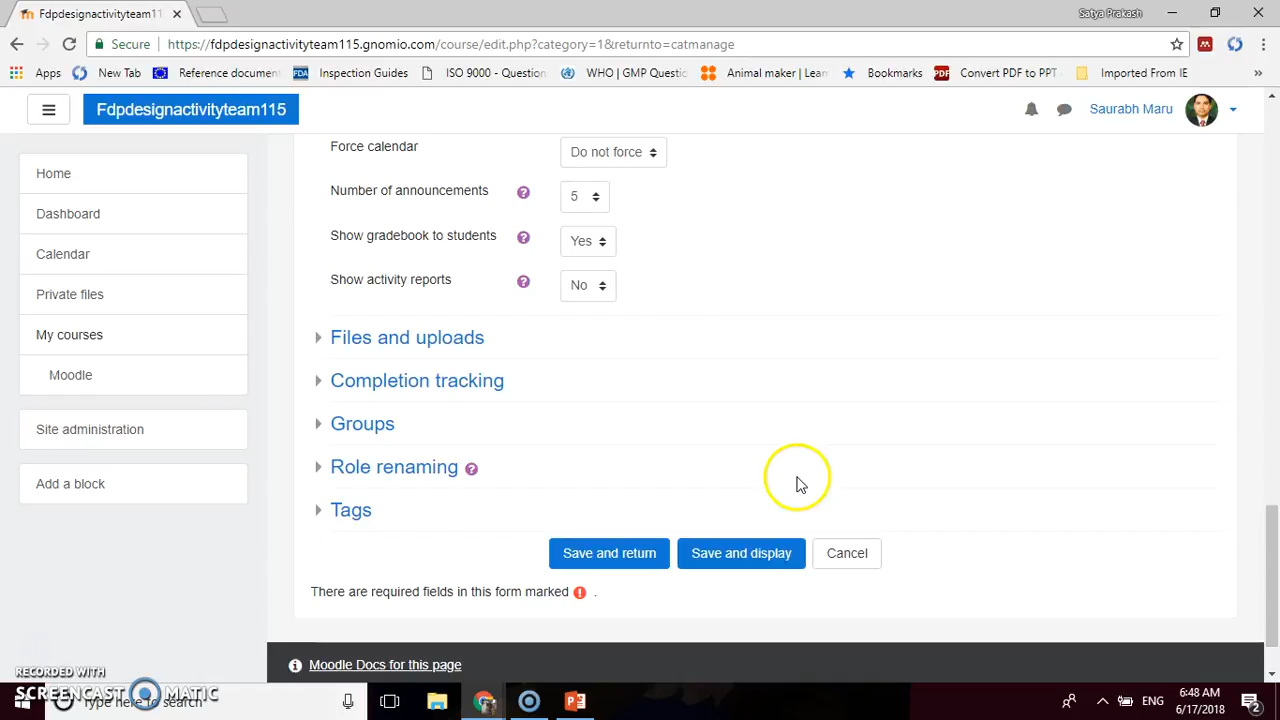 Fdpdesignactivityteam11
Satya Prakash
Secure
https://fdpdesignactivityteam115.gnomio.com/course/edit.php?category=1&returnto=catmanage
Apps New Tab Reference documen Inspection Guides ISO 9000 - Question WHO | GMP Questio Animal maker | Lear Bookmarks Convert PDF to PPT Imported From IE »
Fdpdesignactivityteam115
Saurabh Maru
Home
Dashboard
Calendar
Private files
My courses
Moodle
Site administration
Add a block
Force calendar Do not force
Number of announcements ? 5
Show gradebook to students ? Yes
Show activity reports ? No
Files and uploads
Completion tracking
Groups
Role renaming ?
Tags
Save and return Save and display Cancel
There are required fields in this form marked ! .
Moodle Docs for this page
RECORDED WITH
SCREENCAST MATIC
Type here to search
ENG
6:48 AM
6/17/2018
2